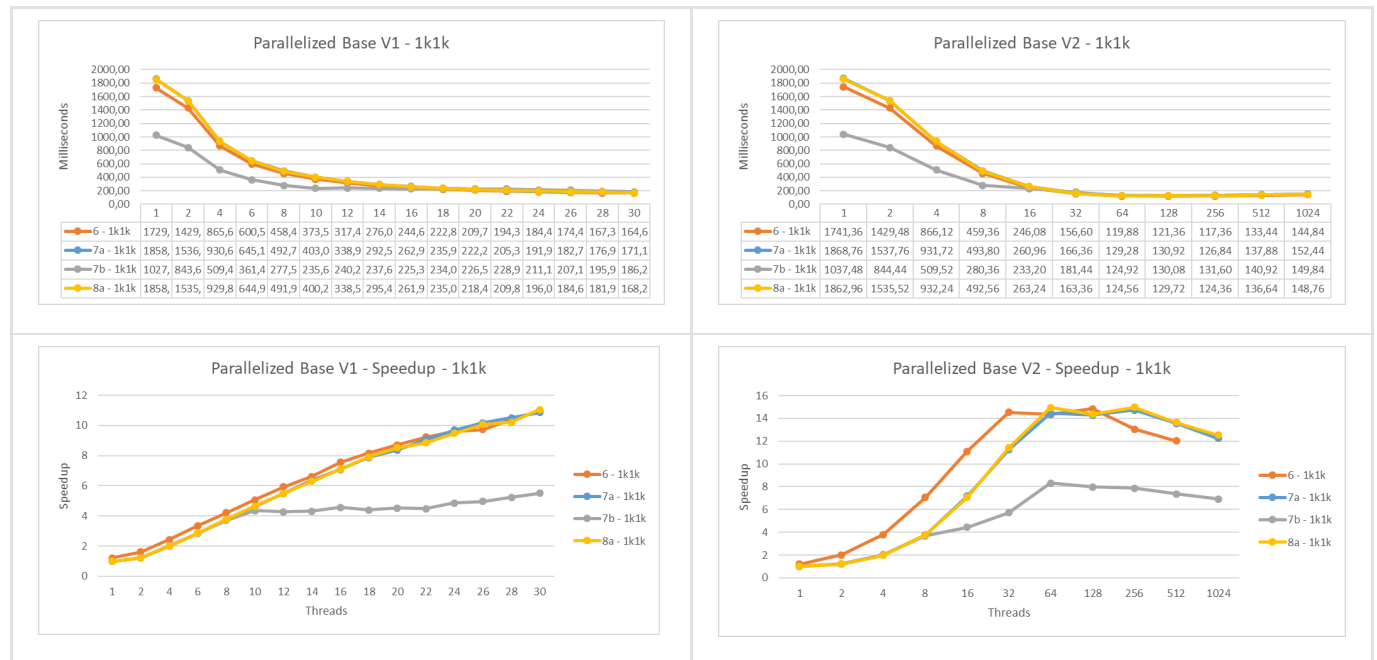 Parallelized Base V1 - 1k1k
Milliseconds
2000,00
1800,00
1600,00
1400,00
1200,00
1000,00
800,00
600,00
400,00
200,00
0,00
1 2 4 6 8 10 12 14 16 18 20 22 24 26 28 30
6 - 1k1k 1729, 1429, 865,6 600,5 458,4 373,5 317,4 276,0 244,6 222,8 209,7 194,3 184,4 174,4 167,3 164,6
7a - 1k1k 1858, 1536, 930,6 645,1 492,7 403,0 338,9 292,5 262,9 235,9 222,2 205,3 191,9 182,7 176,9 171,1
7b - 1k1k 1027, 843,6 509,4 361,4 277,5 235,6 240,2 237,6 225,3 234,0 226,5 228,9 211,1 207,1 195,9 186,2
8a - 1k1k 1858, 1535, 929,8 644,9 491,9 400,2 338,5 295,4 261,9 235,0 218,4 209,8 196,0 184,6 181,9 168,2
Parallelized Base V2 - 1k1k
Milliseconds
2000,00
1800,00
1600,00
1400,00
1200,00
1000,00
800,00
600,00
400,00
200,00
0,00
1 2 4 8 16 32 64 128 256 512 1024
6 - 1k1k 1741,36 1429,48 866,12 459,36 246,08 156,60 119,88 121,36 117,36 133,44 144,84
7a - 1k1k 1868,76 1537,76 931,72 493,80 260,96 166,36 129,28 130,92 126,84 137,88 152,44
7b - 1k1k 1037,48 844,44 509,52 280,36 233,20 181,44 124,92 130,08 131,60 140,92 149,84
8a - 1k1k 1862,96 1535,52 932,24 492,56 263,24 163,36 124,56 129,72 124,36 136,64 148,76
Parallelized Base V1 - Speedup - 1k1k
Speedup
12
10
8
6
4
2
0
1 2 4 6 8 10 12 14 16 18 20 22 24 26 28 30
Threads
6 - 1k1k
7a - 1k1k
7b - 1k1k
8a - 1k1k
Parallelized Base V2 - Speedup - 1k1k
Speedup
16
14
12
10
8
6
4
2
0
1 2 4 8 16 32 64 128 256 512 1024
Threads
6 - 1k1k
7a - 1k1k
7b - 1k1k
8a - 1k1k